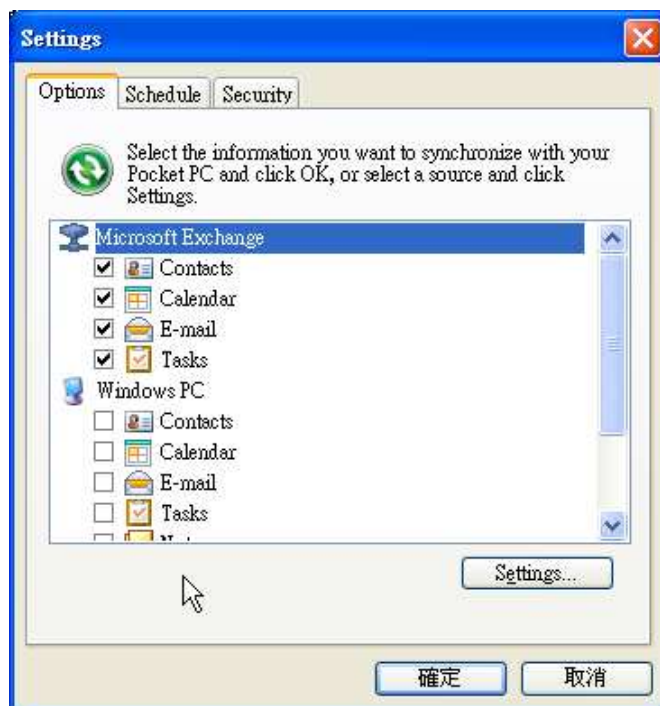 Settings
Options Schedule Security
Select the information you want to synchronize with your
Pocket PC and click OK, or select a source and click
Settings.
Microsoft Exchange
Contacts
Calendar
E-mail
Tasks
Windows PC
Contacts
Calendar
E-mail
Tasks
Settings...
確定 取消